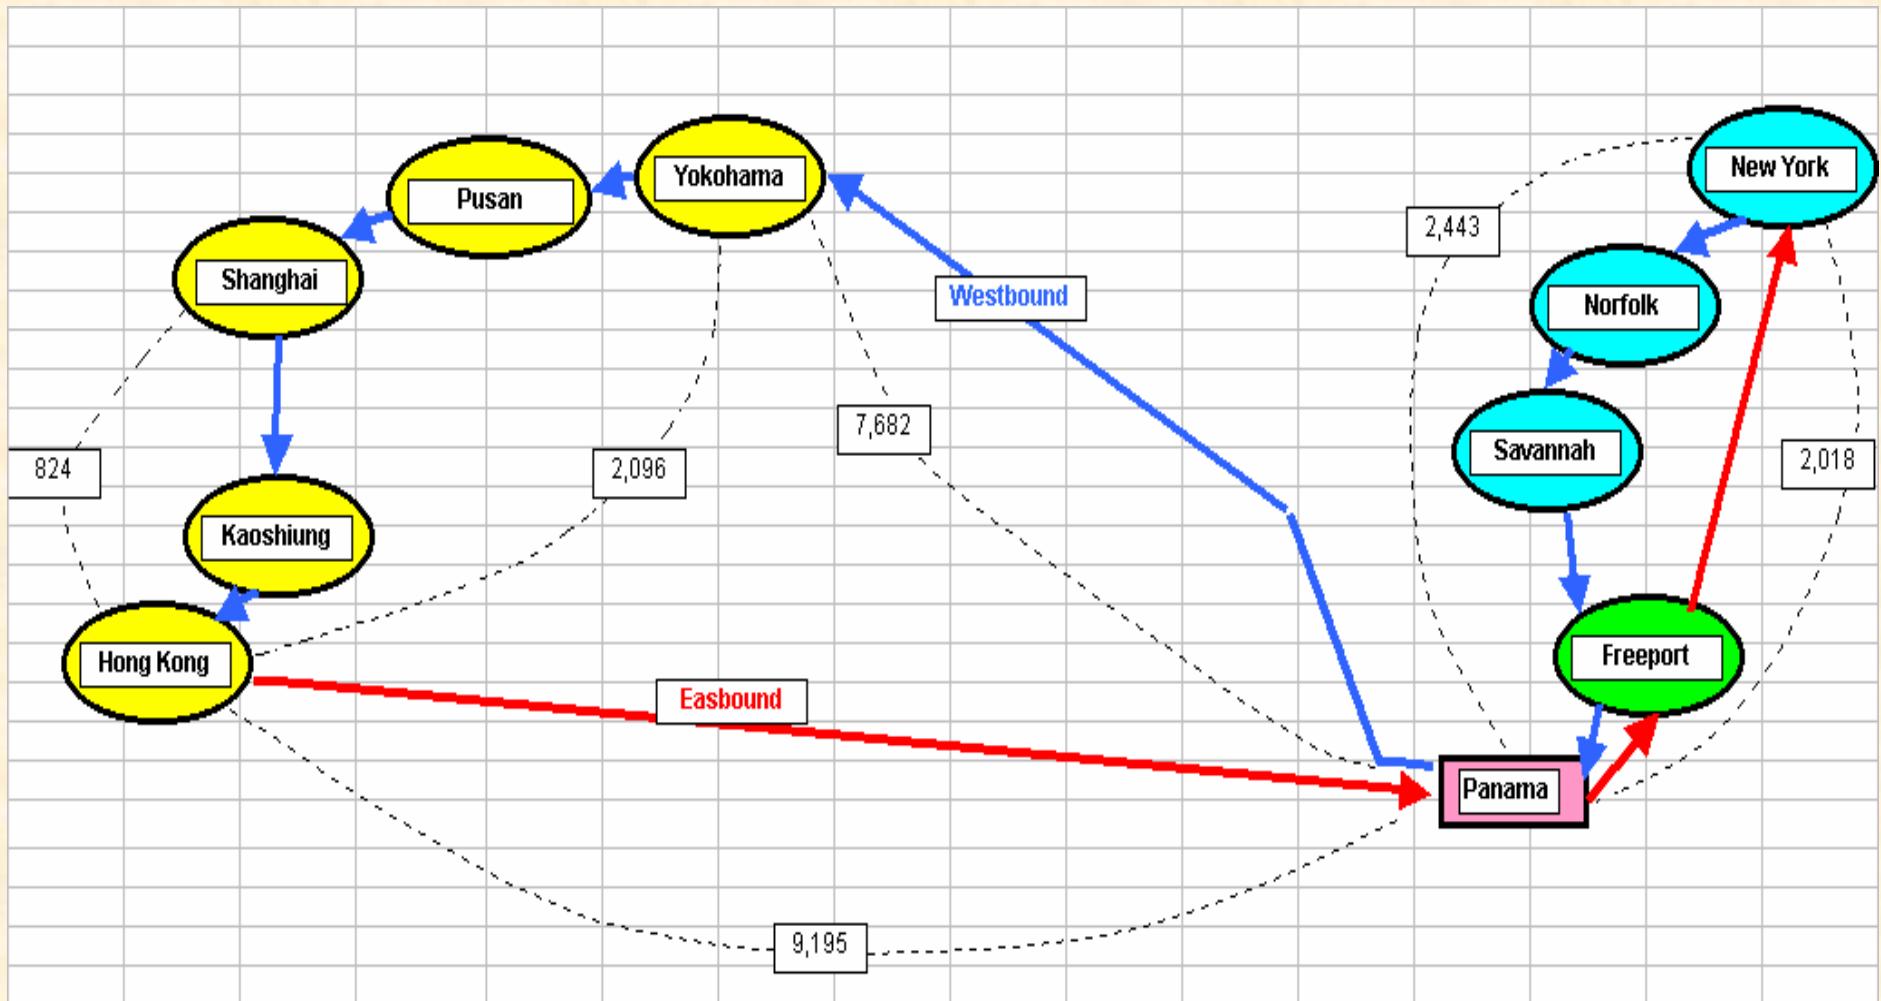 New York
Yokohama
Pusan
2,443
Shanghai
Westbound
Norfolk
7,682
Savannah
824
2,096
2,018
Kaoshiung
Freeport
Hong Kong
Easbound
Panama
9,195